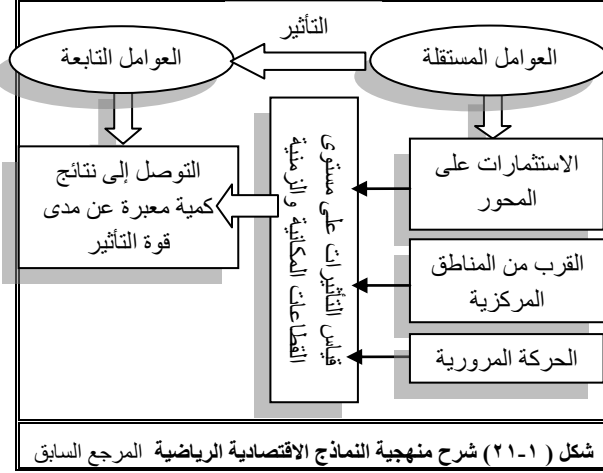 التأثير
العوامل المستقلة
العوامل التابعة
الاستثمارات على
المحور
القرب من المناطق
المركزية
الحركة المرورية
قياس التأثيرات على مستوى
القطاعات المكانية والزمنية
التوصل إلى نتائج
كمية معبرة عن مدى
قوة التأثير
شكل ( ١-٢١) شرح منهجية النماذج الاقتصادية الرياضية المرجع السابق